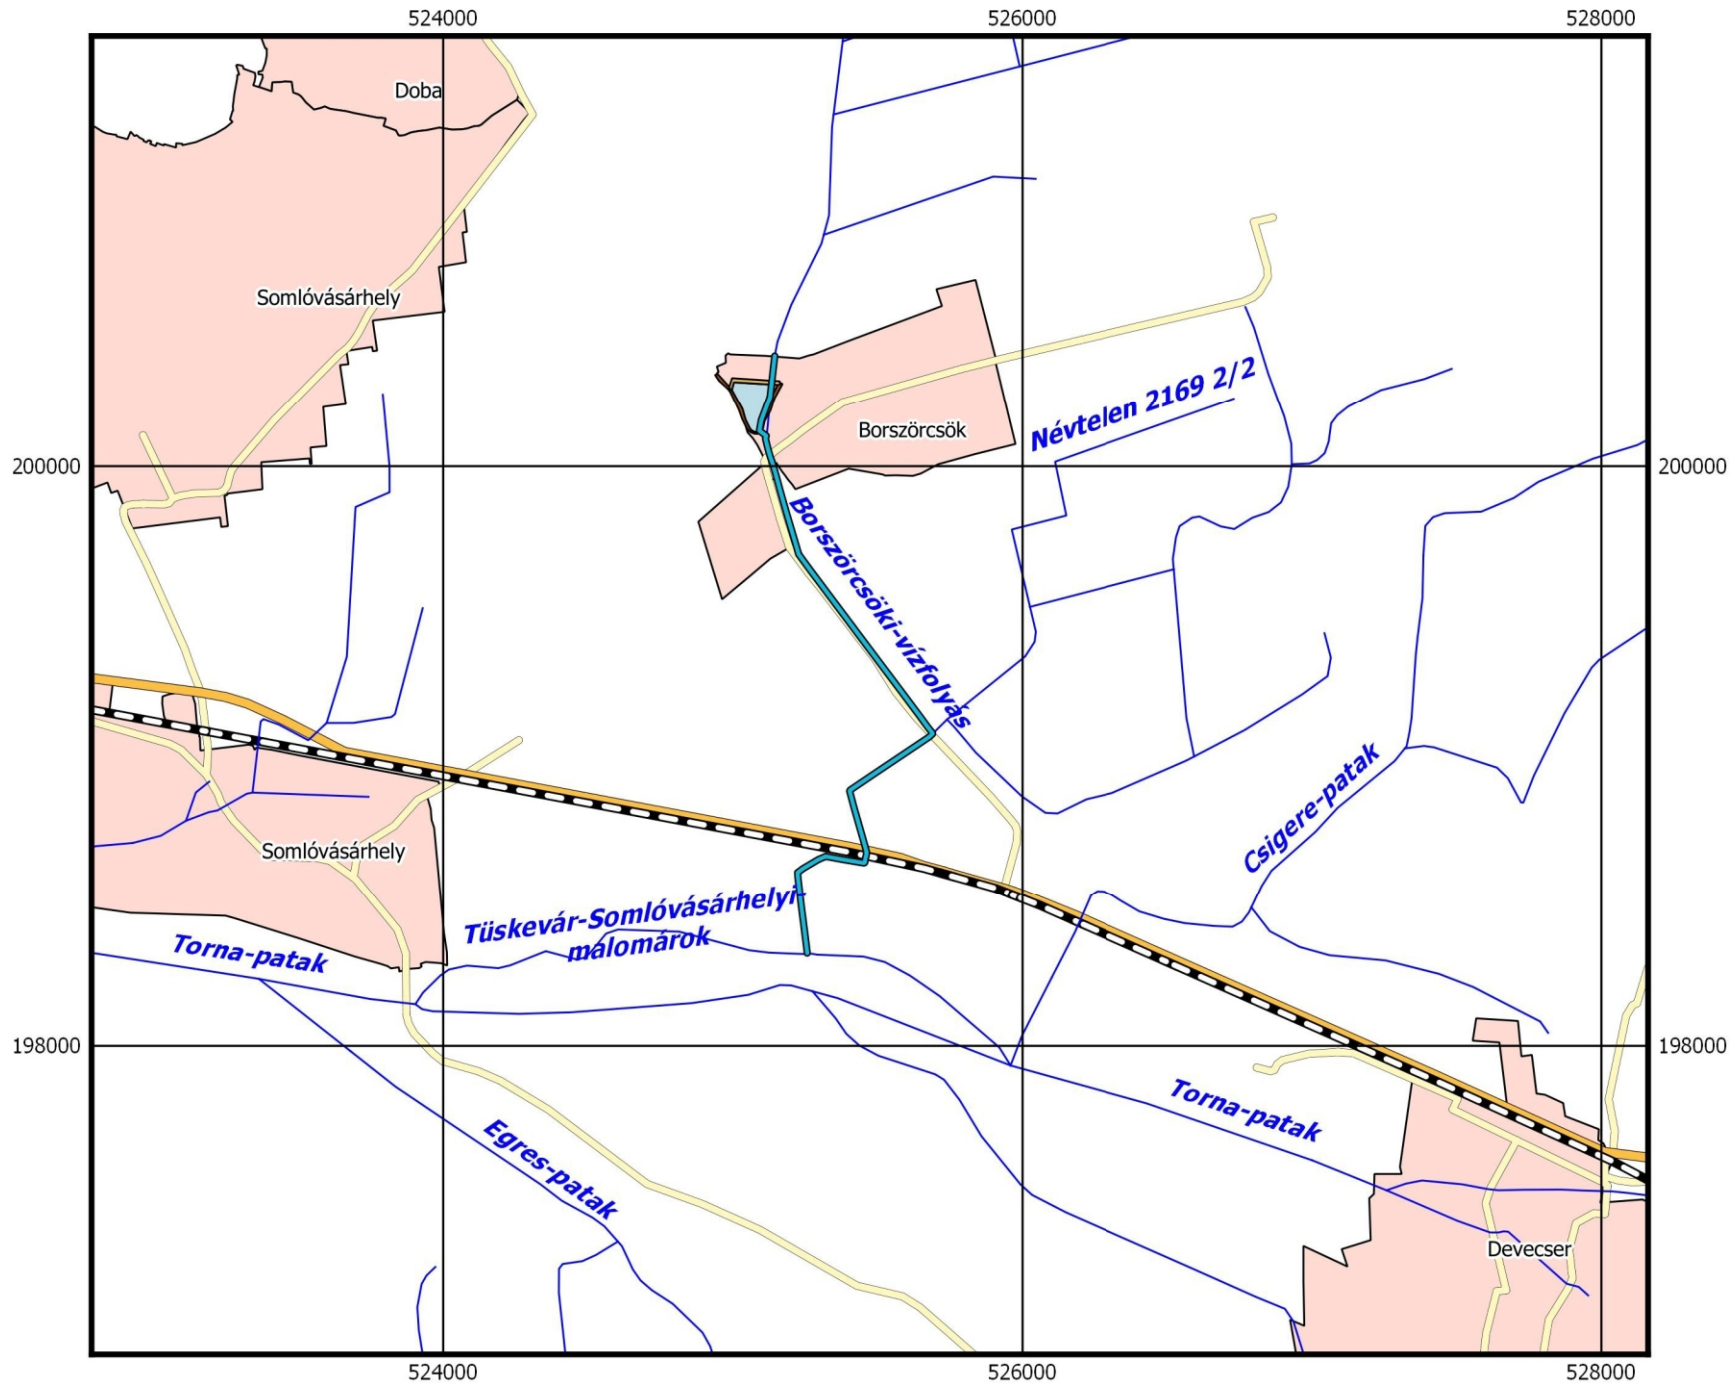 524000
526000
528000
Doba
Somlóvásárhely
Névtelen 2169 2/2
Borszörcsök
200000
200000
Borszörcsöki-vízfolyás
Csigere-patak
Somlóvásárhely
Tüskevár-Somlóvásárhelyi-
malomárok
Torna-patak
198000
198000
Torna-patak
Egres-patak
Devecser
524000
526000
528000